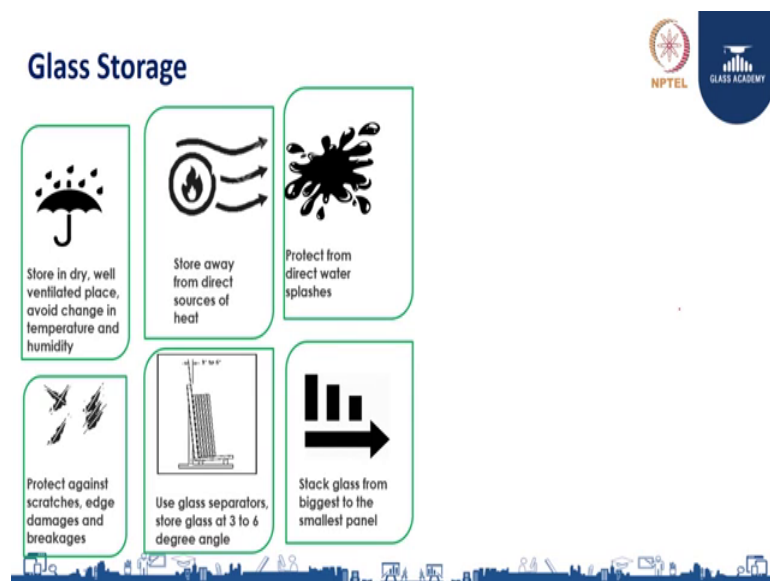 Glass Storage
NPTEL
GLASS ACADEMY
Store in dry, well
ventilated place,
avoid change in
temperature and
humidity
Store away
from direct
sources of
heat
Protect from
direct water
splashes
Protect against
scratches, edge
damages and
breakages
Use glass separators,
store glass at 3 to 6
degree angle
Stack glass from
biggest to the
smallest panel